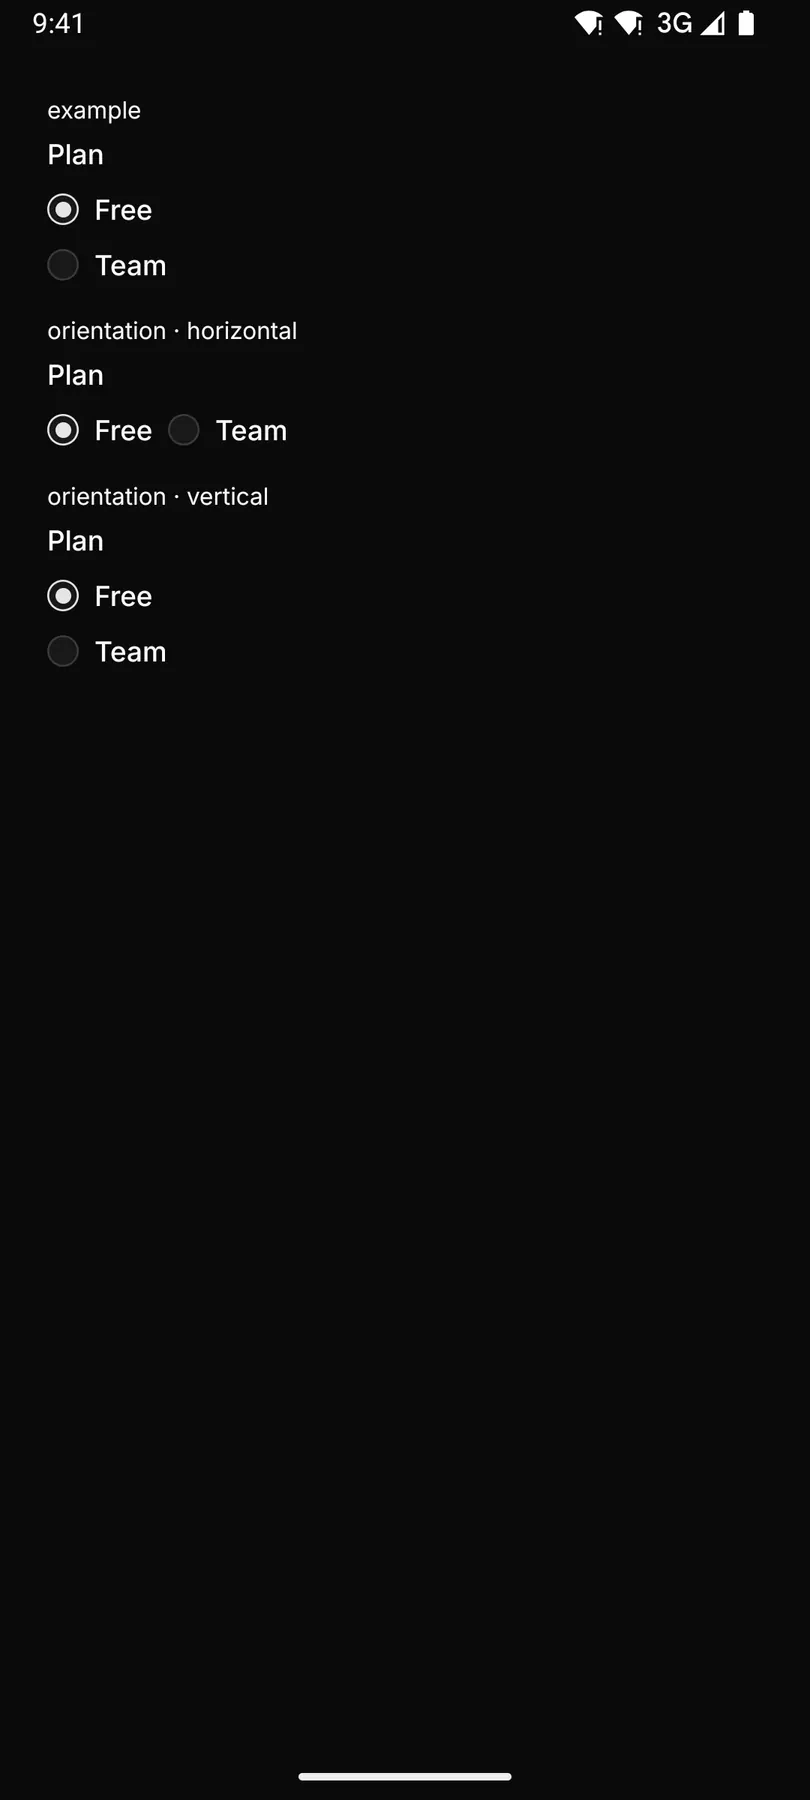 9:41
3G
example
Plan
Free
Team
orientation · horizontal
Plan
Free Team
orientation · vertical
Plan
Free
Team